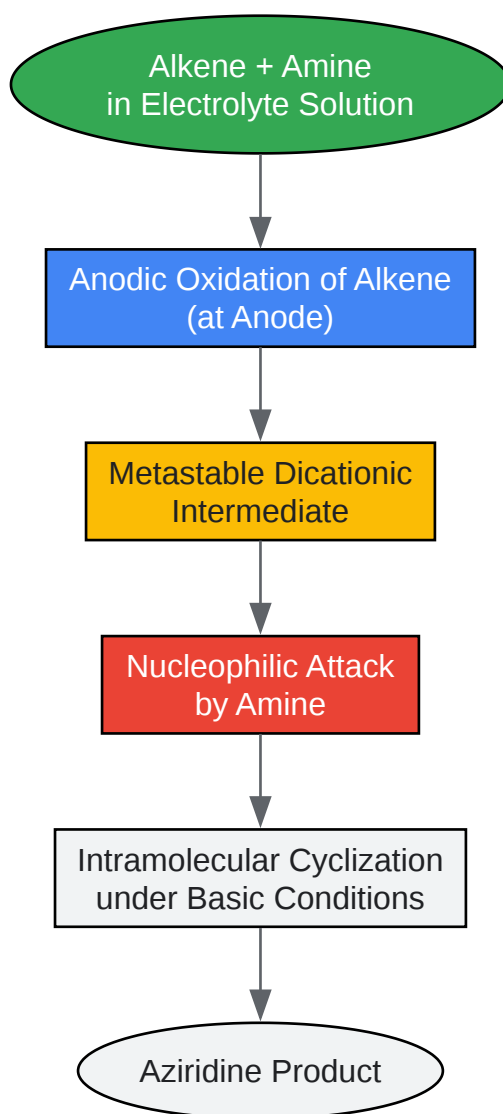 Alkene + Amine
in Electrolyte Solution
Anodic Oxidation of Alkene
(at Anode)
Metastable Dicationic
Intermediate
Nucleophilic Attack
by Amine
Intramolecular Cyclization
under Basic Conditions
Aziridine Product